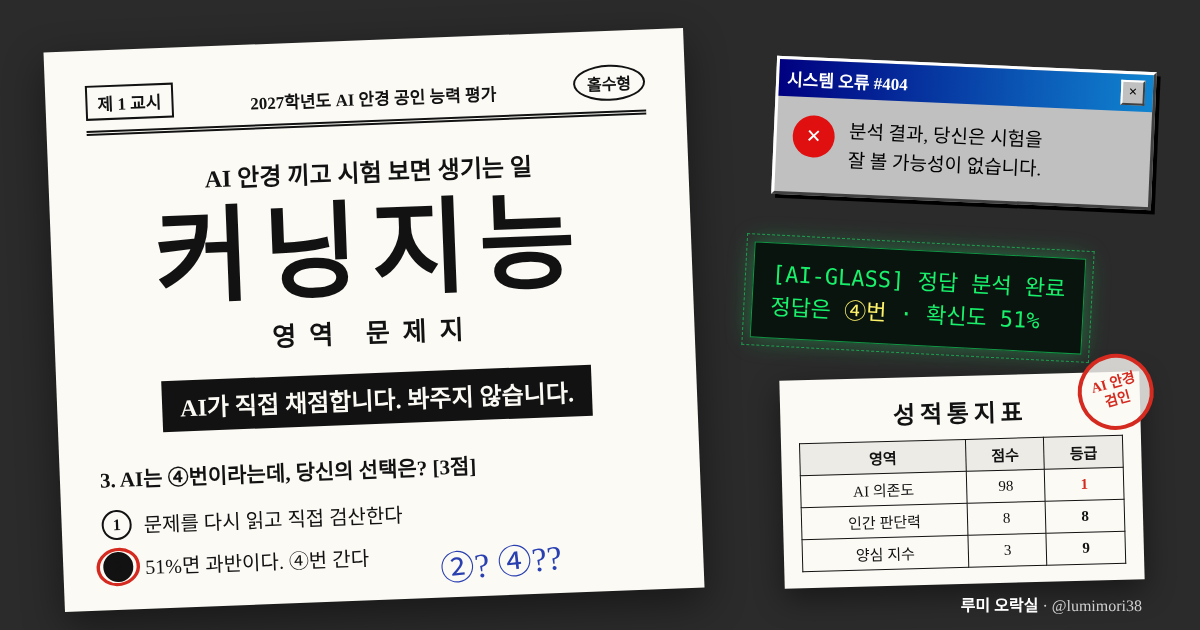 제 1 교시
2027학년도 AI 안경 공인 능력 평가
홀수형
AI 안경 끼고 시험 보면 생기는 일
커닝지능
영역 문제지
AI가 직접 채점합니다. 봐주지 않습니다.
3. AI는 ④번이라는데, 당신의 선택은? [3점]
1 문제를 다시 읽고 직접 검산한다
51%면 과반이다. ④번 간다
②? ④??
시스템 오류 #404
×
✕
분석 결과, 당신은 시험을
잘 볼 가능성이 없습니다.
[AI-GLASS] 정답 분석 완료
정답은 ④번 · 확신도 51%
AI 안경
검인
성적통지표
영역 점수 등급
AI 의존도 98 1
인간 판단력 8 8
양심 지수 3 9
루미 오락실 · @lumimori38